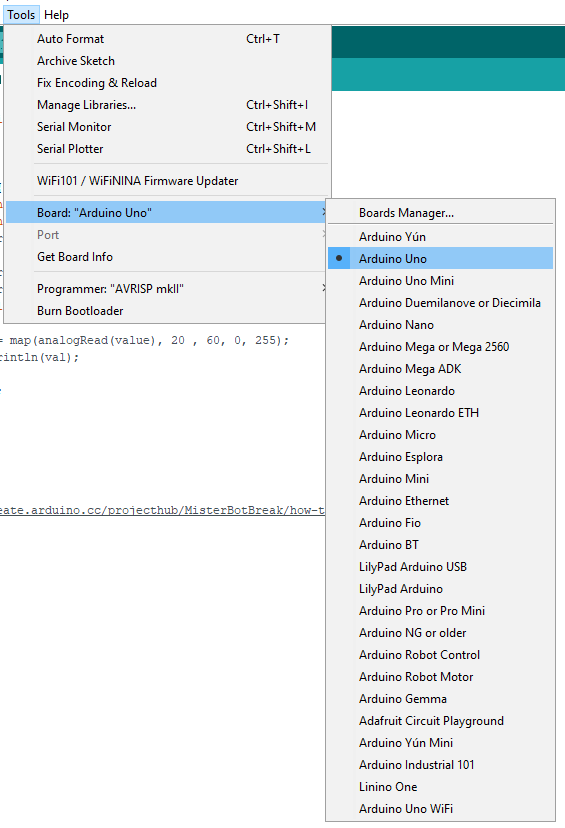 Tools Help
Auto Format Ctrl+T
Archive Sketch
Fix Encoding & Reload
Manage Libraries... Ctrl+Shift+I
Serial Monitor Ctrl+Shift+M
Serial Plotter Ctrl+Shift+L
WiFi101 / WiFiNINA Firmware Updater
Board: "Arduino Uno"
Port
Get Board Info
Programmer: "AVRISP mkII"
Burn Bootloader
Boards Manager...
Arduino Yún
Arduino Uno
Arduino Uno Mini
Arduino Duemilanove or Diecimila
Arduino Nano
Arduino Mega or Mega 2560
Arduino Mega ADK
Arduino Leonardo
Arduino Leonardo ETH
Arduino Micro
Arduino Esplora
Arduino Mini
Arduino Ethernet
Arduino Fio
Arduino BT
LilyPad Arduino USB
LilyPad Arduino
Arduino Pro or Pro Mini
Arduino NG or older
Arduino Robot Control
Arduino Robot Motor
Arduino Gemma
Adafruit Circuit Playground
Arduino Yún Mini
Arduino Industrial 101
Linino One
Arduino Uno WiFi
= map(analogRead(value), 20 , 60, 0, 255);
rintln(val);
eate.arduino.cc/projecthub/MisterBotBreak/how-t